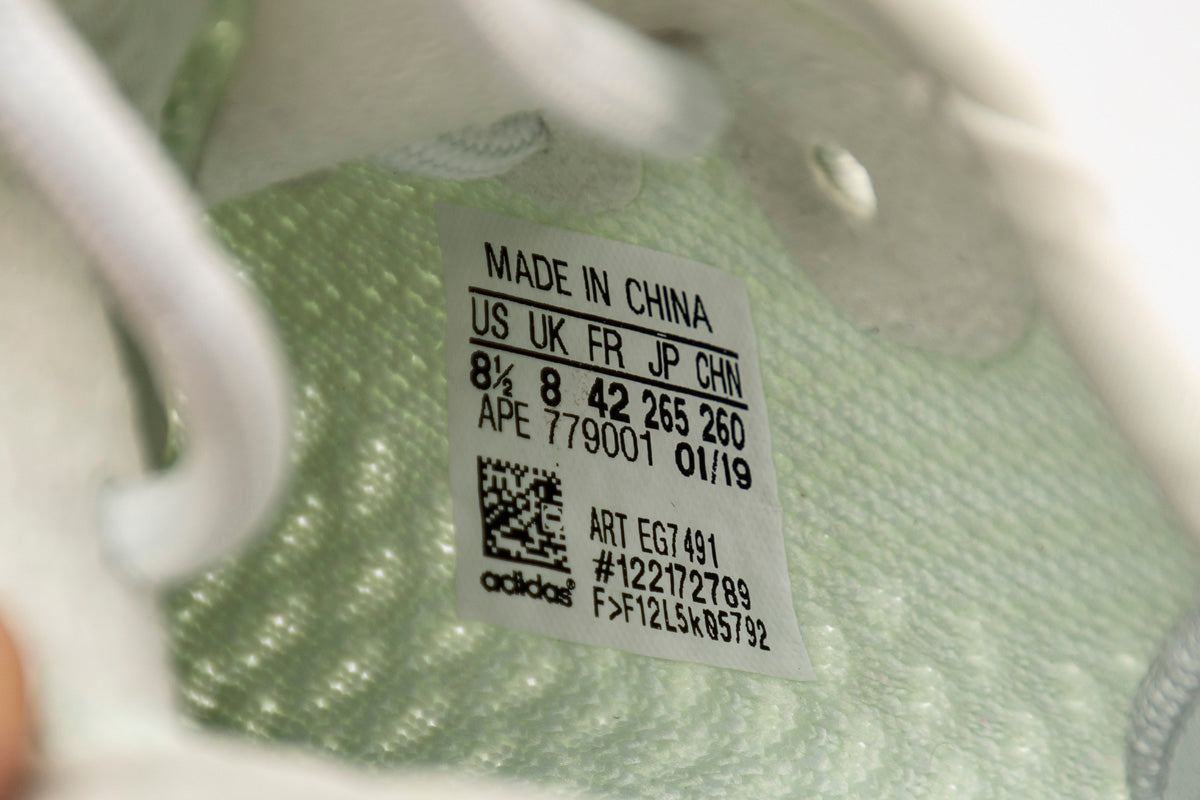 MADE IN CHINA
US UK FR JP CHN
8½ 8 42 265 260
APE 779001 01/19
ART EG7491
#122172789
F>F12L5kQ5792
adidas®